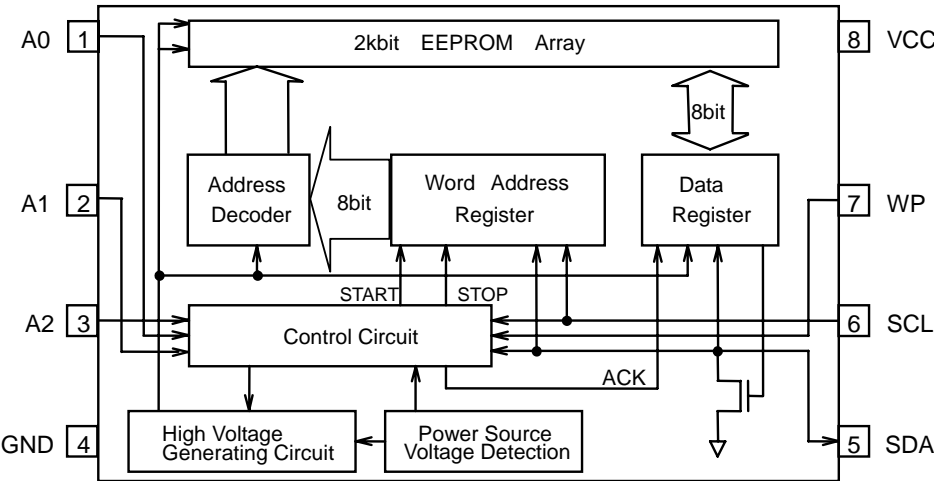 A0 1
2kbit EEPROM Array
8 VCC
8bit
A1 2
Address
Decoder
8bit
Word Address
Register
Data
Register
7 WP
START
STOP
A2 3
Control Circuit
6 SCL
ACK
GND 4
High Voltage
Generating Circuit
Power Source
Voltage Detection
5 SDA